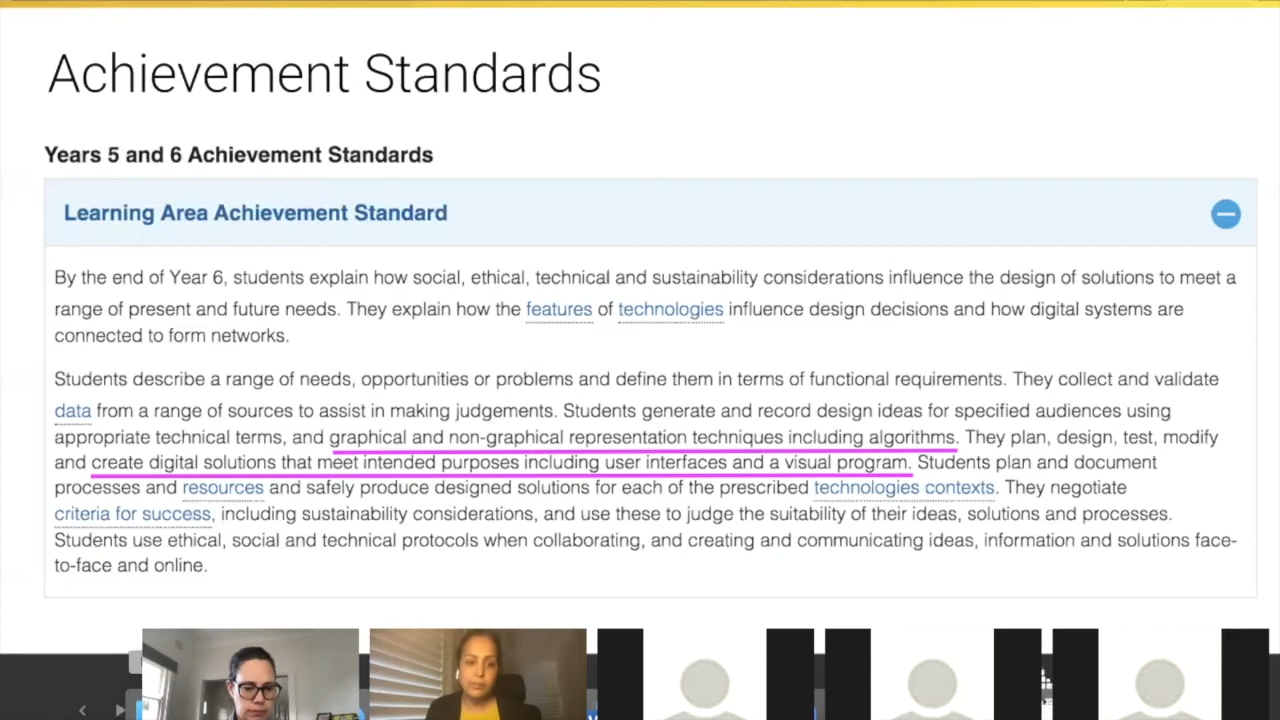 Achievement Standards
Years 5 and 6 Achievement Standards
Learning Area Achievement Standard
By the end of Year 6, students explain how social, ethical, technical and sustainability considerations influence the design of solutions to meet a
range of present and future needs. They explain how the features of technologies influence design decisions and how digital systems are
connected to form networks.
Students describe a range of needs, opportunities or problems and define them in terms of functional requirements. They collect and validate
data from a range of sources to assist in making judgements. Students generate and record design ideas for specified audiences using
appropriate technical terms, and graphical and non-graphical representation techniques including algorithms. They plan, design, test, modify
and create digital solutions that meet intended purposes including user interfaces and a visual program. Students plan and document
processes and resources and safely produce designed solutions for each of the prescribed technologies contexts. They negotiate
criteria for success, including sustainability considerations, and use these to judge the suitability of their ideas, solutions and processes.
Students use ethical, social and technical protocols when collaborating, and creating and communicating ideas, information and solutions face-
to-face and online.